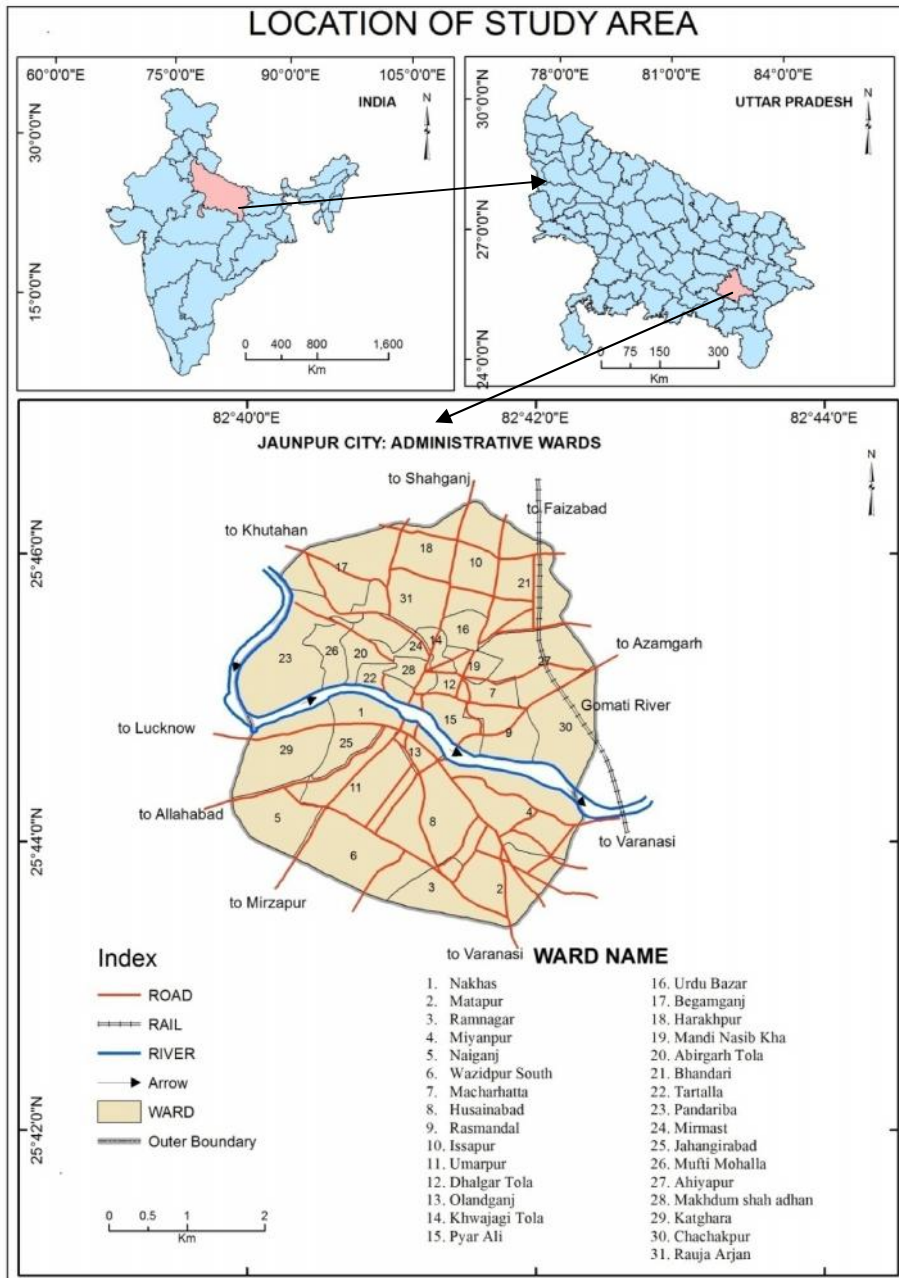 LOCATION OF STUDY AREA
60°0'0"E 75°0'0"E 90°0'0"E 105°0'0"E
INDIA
N
30°0'0"N
15°0'0"N
0 400 800 1,600
Km
78°0'0"E 81°0'0"E 84°0'0"E
UTTAR PRADESH
N
30°0'0"N
27°0'0"N
24°0'0"N
0 75 150 300
Km
82°40'0"E 82°42'0"E 82°44'0"E
JAUNPUR CITY: ADMINISTRATIVE WARDS
N
25°46'0"N
25°44'0"N
25°42'0"N
to Shahganj
to Faizabad
to Khutahan
18
10
17
21
31
16
14
to Azamgarh
24
26
20
23
28
19
27
22
12
7
Gomati River
1
15
30
9
to Lucknow
25
29
13
11
to Allahabad
5
8
4
to Varanasi
6
3
2
to Mirzapur
to Varanasi
Index
ROAD
RAIL
RIVER
Arrow
WARD
Outer Boundary
0 0.5 1 2
Km
WARD NAME
1. Nakhas
2. Matapur
3. Ramnagar
4. Miyanpur
5. Naiganj
6. Wazidpur South
7. Macharhatta
8. Husainabad
9. Rasmandal
10. Issapur
11. Umarpur
12. Dhalgar Tola
13. Olandganj
14. Khwajagi Tola
15. Pyar Ali
16. Urdu Bazar
17. Begamganj
18. Harakhpur
19. Mandi Nasib Kha
20. Abirgarh Tola
21. Bhandari
22. Tartalla
23. Pandariba
24. Mirmast
25. Jahangirabad
26. Mufti Mohalla
27. Ahiyapur
28. Makhdum shah adhan
29. Katghara
30. Chachakpur
31. Rauja Arjan